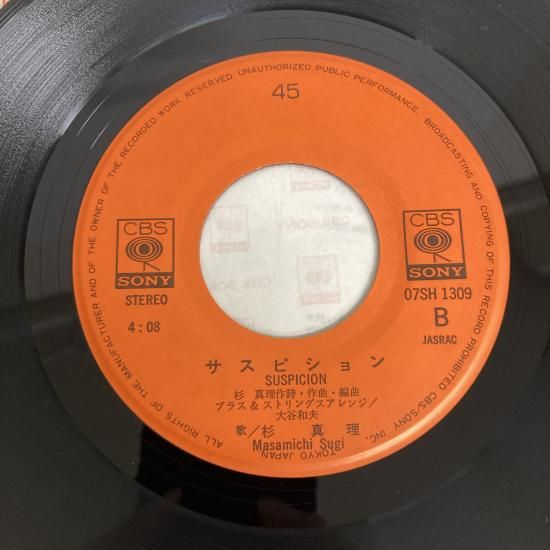 ALL RIGHTS OF THE MANUFACTURER AND OF THE OWNER OF THE RECORDED WORK RESERVED UNAUTHORIZED PUBLIC PERFORMANCE, BROADCASTING AND COPYING OF THIS RECORD PROHIBITED CBS/SONY INC. TOKYO JAPAN
45
CBS
SONY
STEREO
4:08
CBS
SONY
07SH 1309
B
JASRAC
サスピション
SUSPICION
杉 真理作詩・作曲・編曲
ブラス&ストリングスアレンジ/
大谷和夫
歌/杉 真 理
Masamichi Sugi